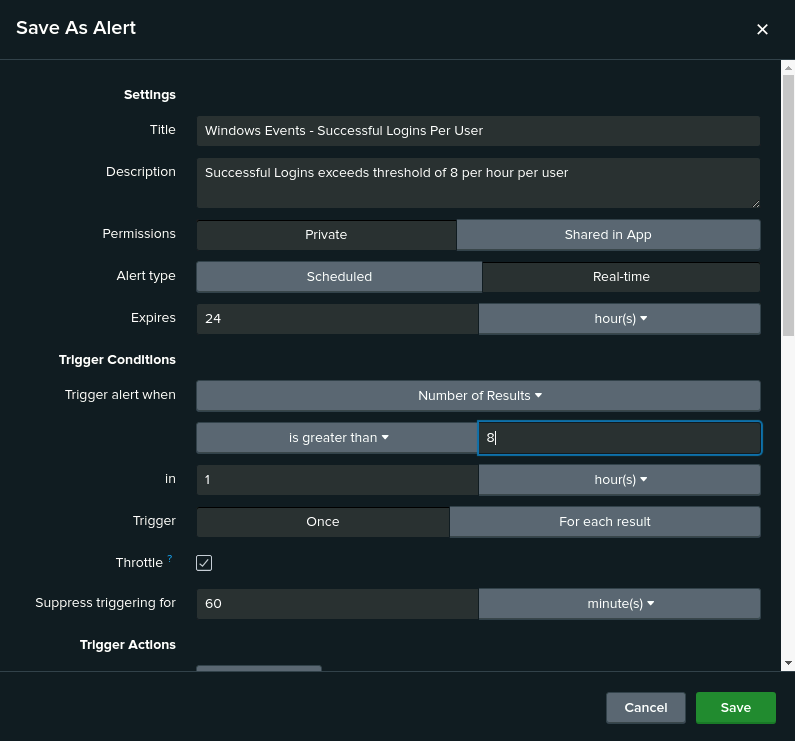 Save As Alert
Settings
Title
Windows Events - Successful Logins Per User
Description
Successful Logins exceeds threshold of 8 per hour per user
Permissions
Private
Shared in App
Alert type
Scheduled
Real-time
Expires
24
hour(s)
Trigger Conditions
Trigger alert when
Number of Results
is greater than
8
in
1
hour(s)
Trigger
Once
For each result
Throttle ?
Suppress triggering for
60
minute(s)
Trigger Actions
Cancel
Save